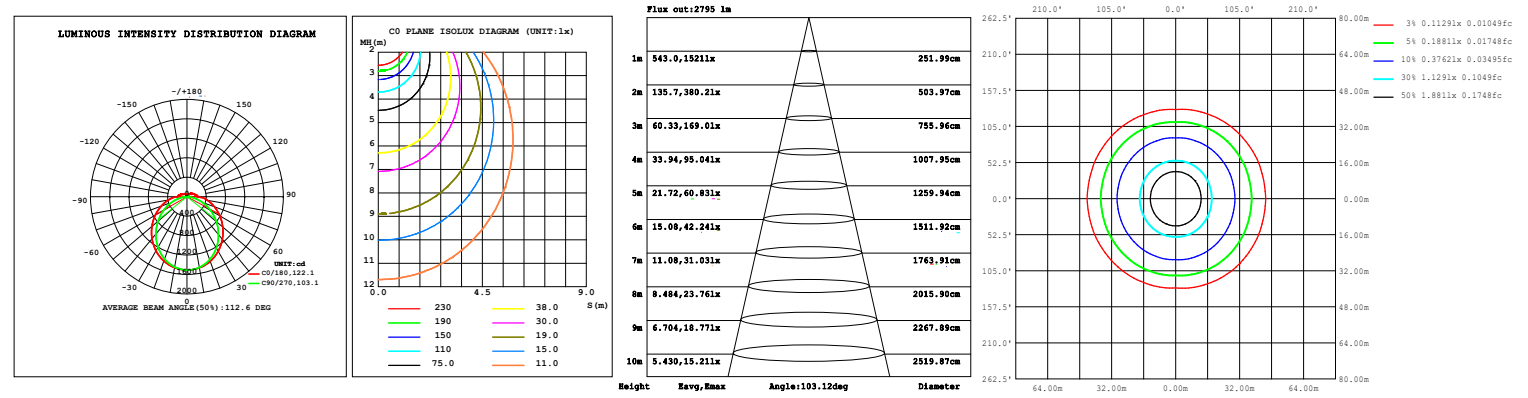 LUMINOUS INTENSITY DISTRIBUTION DIAGRAM
-/+180
-150 150
-120 120
-90 90
-60 60
-30 30
0
0
400
800
1200
1600
2000
UNIT:cd
C0/180,122.1
C90/270,103.1
AVERAGE BEAM ANGLE(50%):112.6 DEG
C0 PLANE ISOLUX DIAGRAM (UNIT:lx)
MH(m)
2
3
4
5
6
7
8
9
10
11
12
0.0 4.5 9.0
S(m)
230 38.0
190 30.0
150 19.0
110 15.0
75.0 11.0
Flux out:2795 lm
1m 543.0,1521lx 251.99cm
2m 135.7,380.2lx 503.97cm
3m 60.33,169.0lx 755.96cm
4m 33.94,95.04lx 1007.95cm
5m 21.72,60.83lx 1259.94cm
6m 15.08,42.24lx 1511.92cm
7m 11.08,31.03lx 1763.91cm
8m 8.484,23.76lx 2015.90cm
9m 6.704,18.77lx 2267.89cm
10m 5.430,15.21lx 2519.87cm
Height Eavg,Emax Angle:103.12deg Diameter
210.0' 105.0' 0.0' 105.0' 210.0'
262.5' 80.00m
210.0' 64.00m
157.5' 48.00m
105.0' 32.00m
52.5' 16.00m
0.0' 0.00m
52.5' 16.00m
105.0' 32.00m
157.5' 48.00m
210.0' 64.00m
262.5' 80.00m
64.00m 32.00m 0.00m 32.00m 64.00m
3% 0.1129lx 0.01049fc
5% 0.1881lx 0.01748fc
10% 0.3762lx 0.03495fc
30% 1.129lx 0.1049fc
50% 1.881lx 0.1748fc